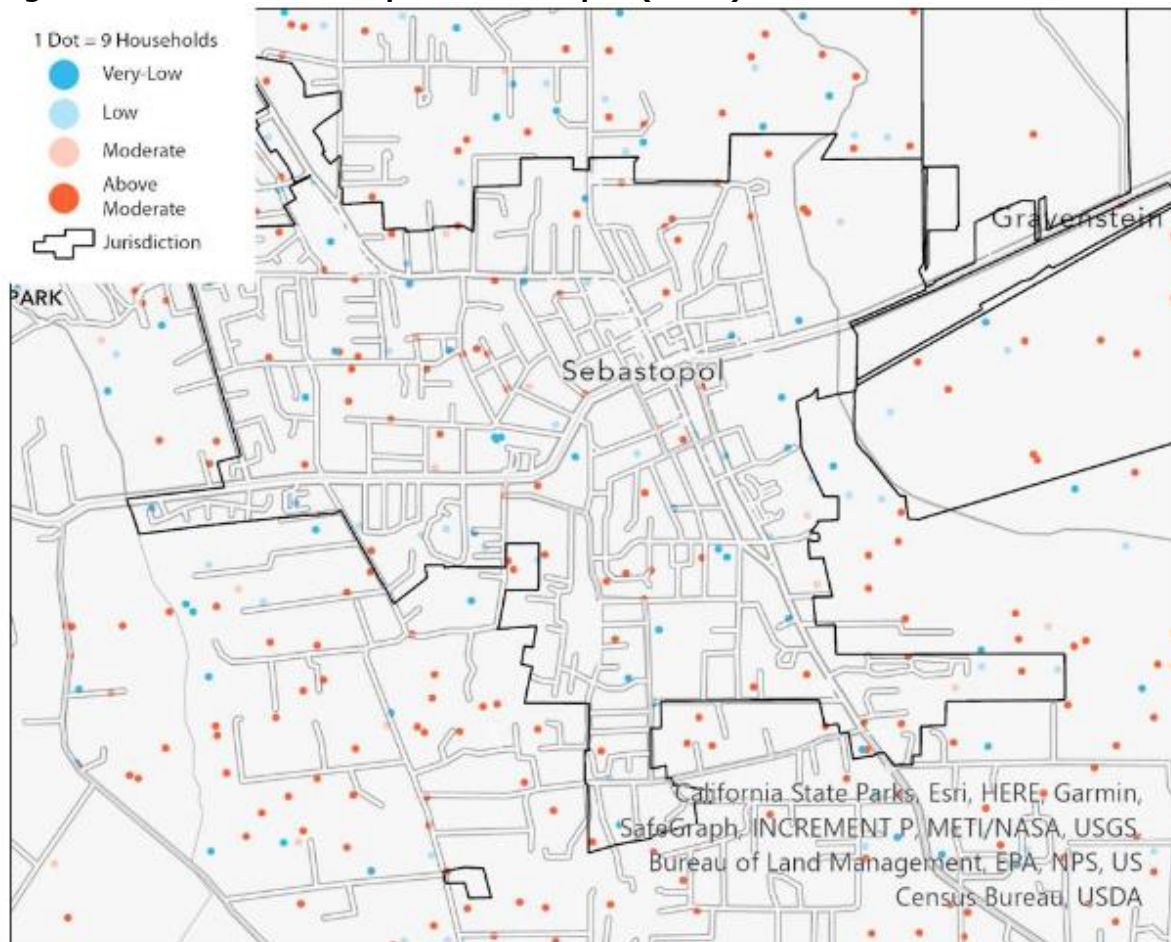 1 Dot = 9 Households
Very-Low
Low
Moderate
Above
Moderate
Jurisdiction
PARK
Gravenstein
Sebastopol
California State Parks, Esri, HERE, Garmin,
SafeGraph, INCREMENT P, METI/NASA, USGS,
Bureau of Land Management, EPA, NPS, US
Census Bureau, USDA